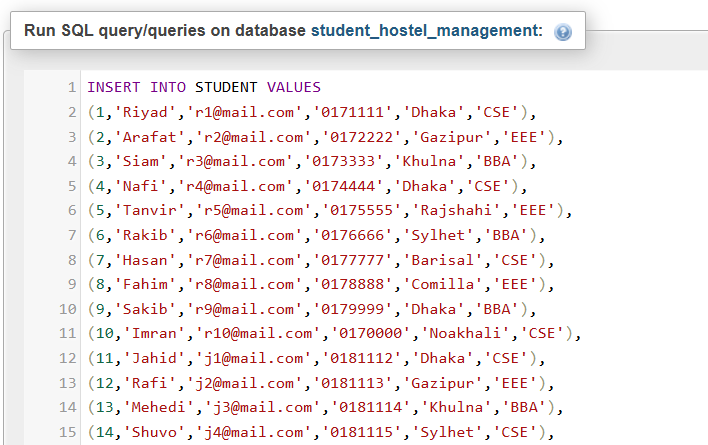 Run SQL query/queries on database student_hostel_management:
1 INSERT INTO STUDENT VALUES
2 (1,'Riyad','r1@mail.com','0171111','Dhaka','CSE'),
3 (2,'Arafat','r2@mail.com','0172222','Gazipur','EEE'),
4 (3,'Siam','r3@mail.com','0173333','Khulna','BBA'),
5 (4,'Nafi','r4@mail.com','0174444','Dhaka','CSE'),
6 (5,'Tanvir','r5@mail.com','0175555','Rajshahi','EEE'),
7 (6,'Rakib','r6@mail.com','0176666','Sylhet','BBA'),
8 (7,'Hasan','r7@mail.com','0177777','Barisal','CSE'),
9 (8,'Fahim','r8@mail.com','0178888','Comilla','EEE'),
10 (9,'Sakib','r9@mail.com','0179999','Dhaka','BBA'),
11 (10,'Imran','r10@mail.com','0170000','Noakhali','CSE'),
12 (11,'Jahid','j1@mail.com','0181112','Dhaka','CSE'),
13 (12,'Rafi','j2@mail.com','0181113','Gazipur','EEE'),
14 (13,'Mehedi','j3@mail.com','0181114','Khulna','BBA'),
15 (14,'Shuvo','j4@mail.com','0181115','Sylhet','CSE'),